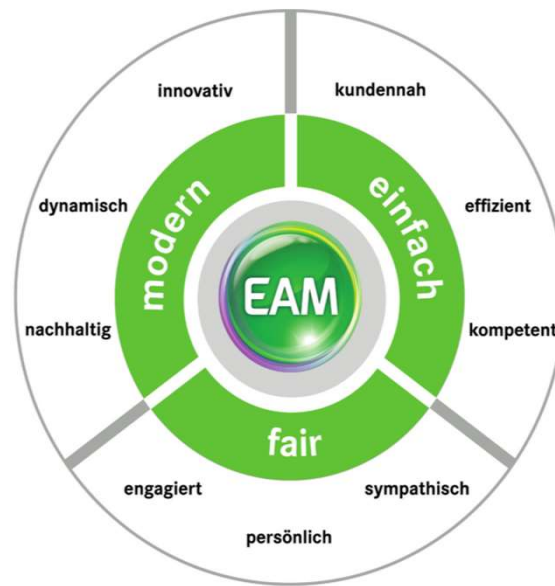 innovativ
kundennah
dynamisch
modern
einfach
effizient
EAM
nachhaltig
kompetent
fair
engagiert
sympathisch
persönlich